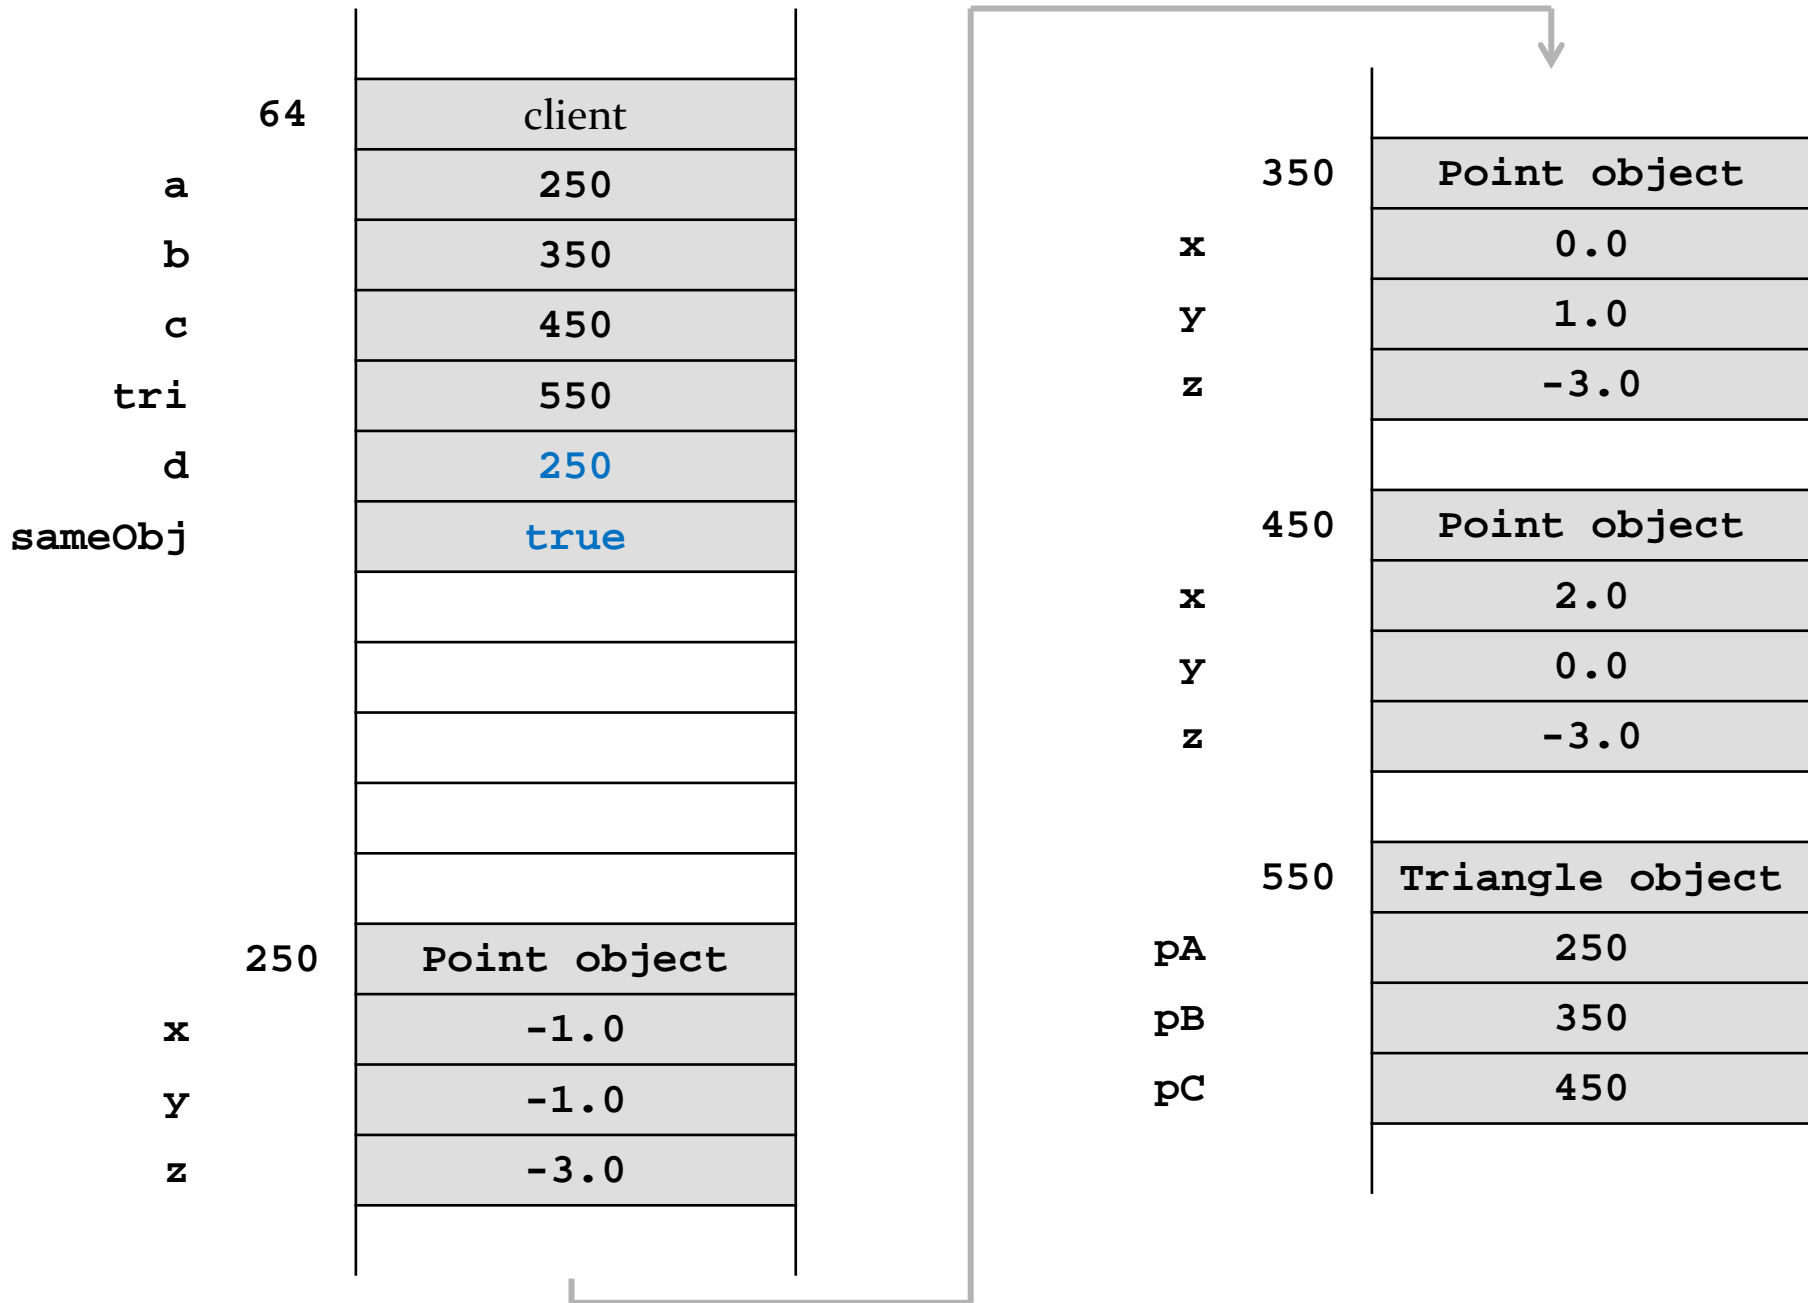 64 client
a 250
b 350
c 450
tri 550
d 250
sameObj true
250 Point object
x -1.0
y -1.0
z -3.0
350 Point object
x 0.0
y 1.0
z -3.0
450 Point object
x 2.0
y 0.0
z -3.0
550 Triangle object
pA 250
pB 350
pC 450